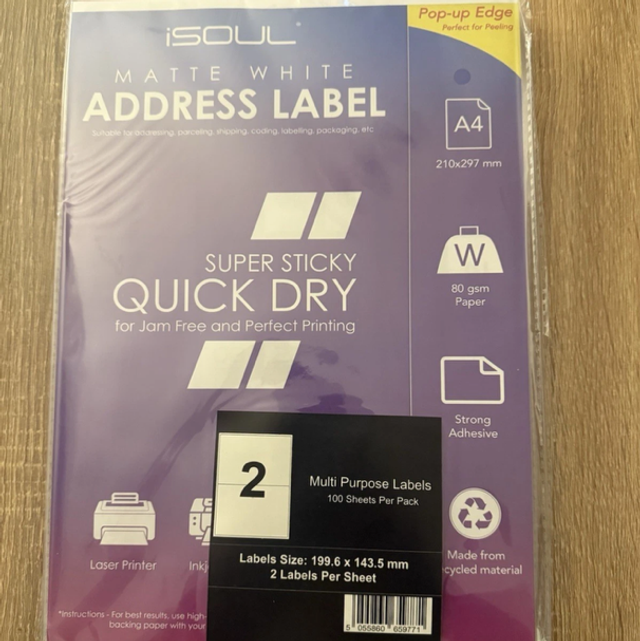 iSOUL
MATTE WHITE
ADDRESS LABEL
Suitable for addressing, parceling, shipping, coding, labelling, packaging, etc
Pop-up Edge
Perfect for Peeling
A4
210x297 mm
SUPER STICKY
QUICK DRY
for Jam Free and Perfect Printing
W
80 gsm
Paper
Strong
Adhesive
2
Multi Purpose Labels
100 Sheets Per Pack
Labels Size: 199.6 x 143.5 mm
2 Labels Per Sheet
5 055860 659771
Laser Printer
Inkj
Made from
cycled material
*Instructions - For best results, use high-
backing paper with your